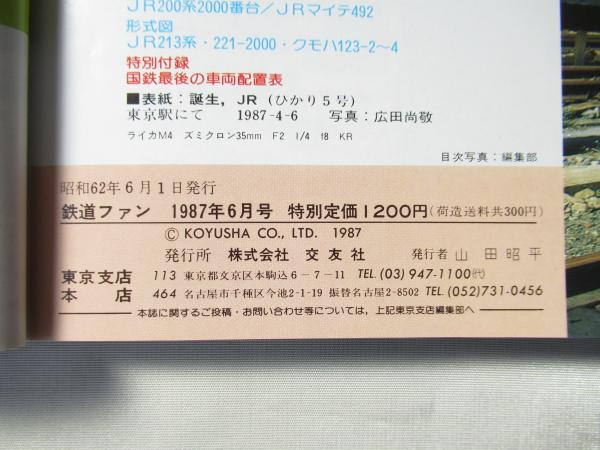 JR200系2000番台／JRマイテ492
形式図
JR213系・221-2000・クモハ123-2〜4
特別付録
国鉄最後の車両配置表
■表紙：誕生，JR（ひかり5号）
東京駅にて　1987-4-6　写真：広田尚敬
ライカM4　ズミクロン35mm　F2　1/4　f8　KR
目次写真：編集部
昭和62年6月1日発行
鉄道ファン　1987年6月号　特別定価1200円（荷造送料共300円）
© KOYUSHA CO., LTD. 1987
発行所　株式会社　交友社　発行者　山田昭平
東京支店　113　東京都文京区本駒込6-7-11　TEL. (03) 947-1100㈹
本店　464　名古屋市千種区今池2-1-19　振替名古屋2-8502　TEL. (052)731-0456
本誌に関するご投稿・お問い合わせ等については，上記東京支店編集部へ